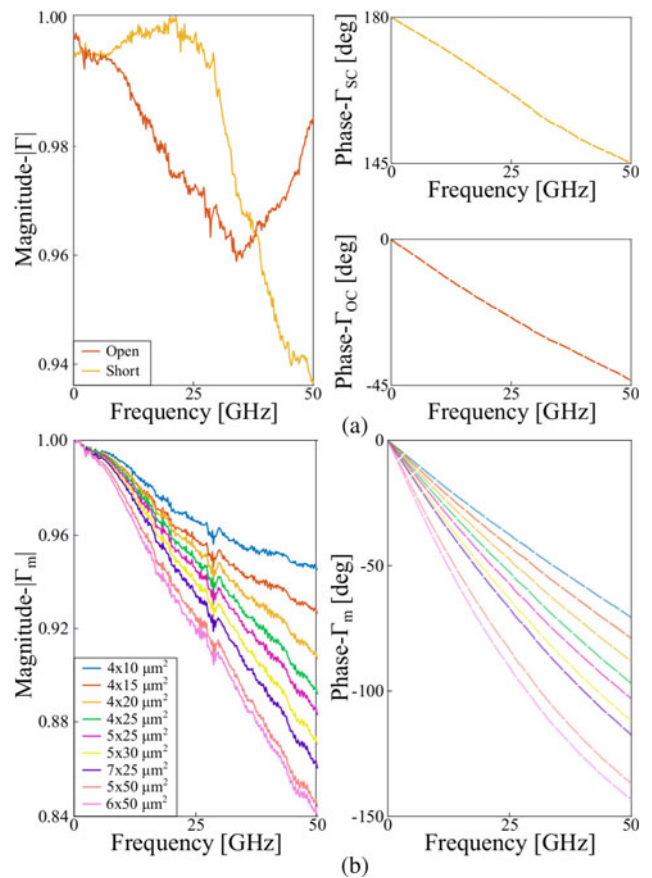 1.00
0.98
0.96
0.94
Magnitude-|Γ|
Open
Short
0
25
50
Frequency [GHz]
180
145
Phase-Γ_SC [deg]
0
25
50
Frequency [GHz]
0
-45
Phase-Γ_OC [deg]
0
25
50
Frequency [GHz]
(a)
1.00
0.96
0.92
0.88
0.84
Magnitude-|Γ_m|
4x10 μm²
4x15 μm²
4x20 μm²
4x25 μm²
5x25 μm²
5x30 μm²
7x25 μm²
5x50 μm²
6x50 μm²
0
25
50
Frequency [GHz]
0
-50
-100
-150
Phase-Γ_m [deg]
0
25
50
Frequency [GHz]
(b)